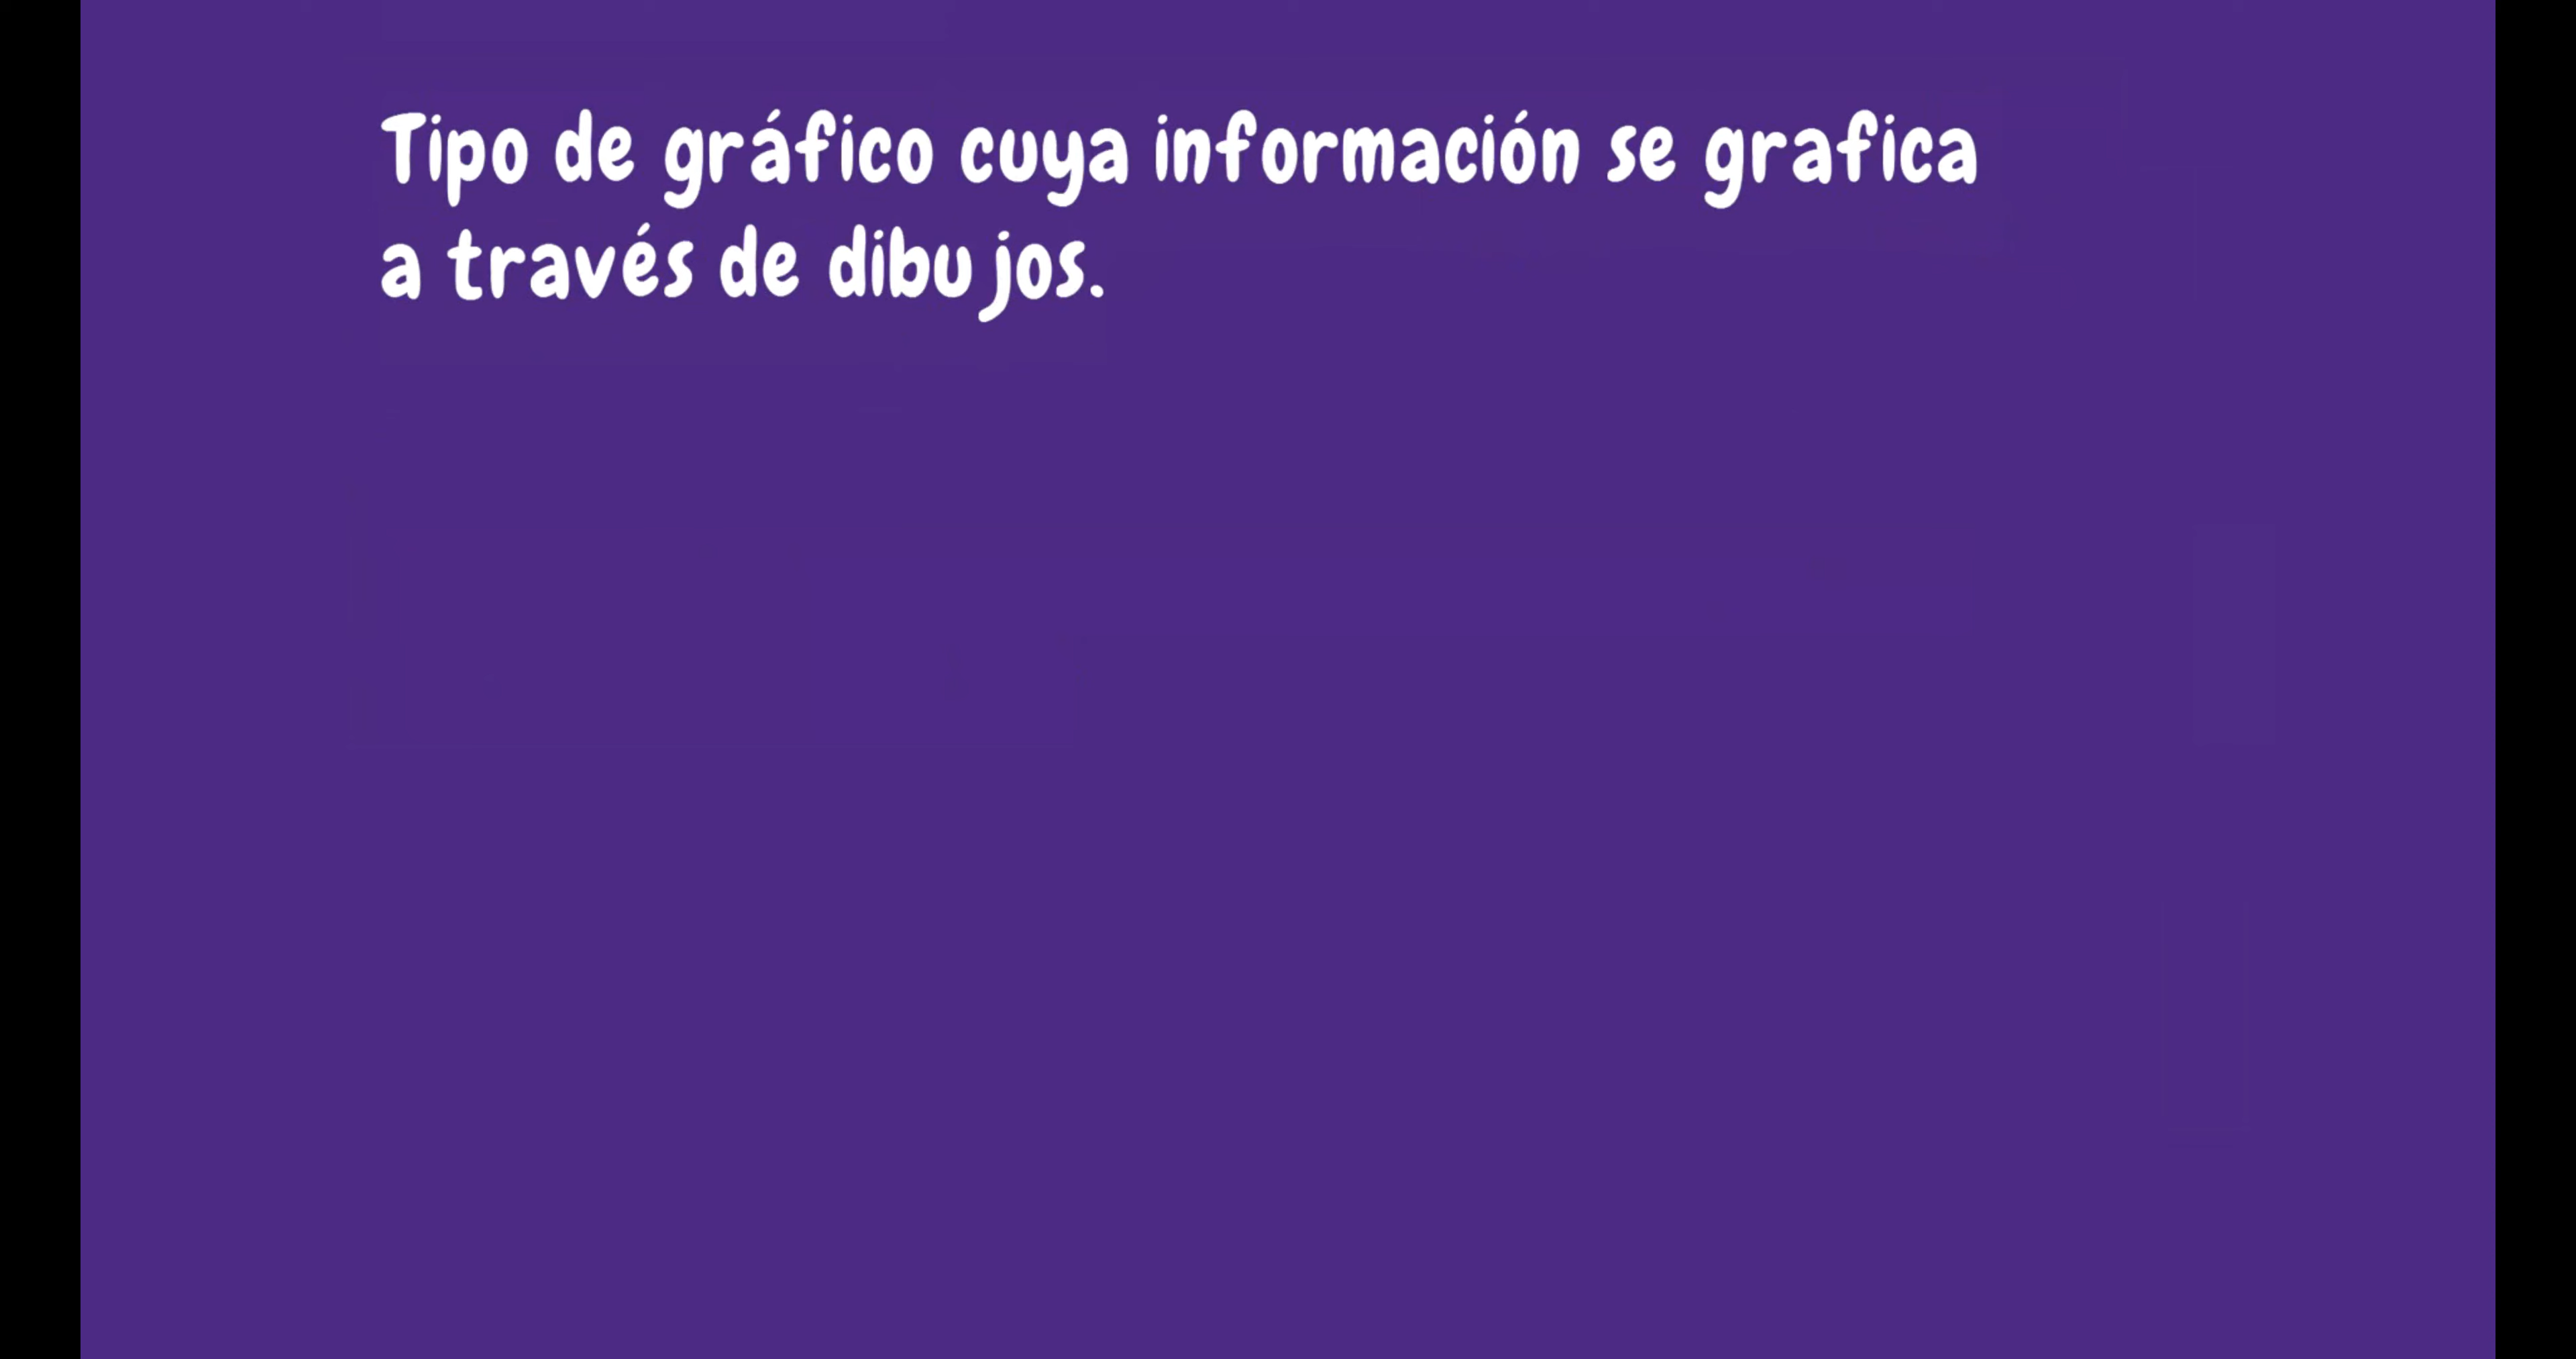 Tipo de gráfico cuya información se grafica
a través de dibujos.